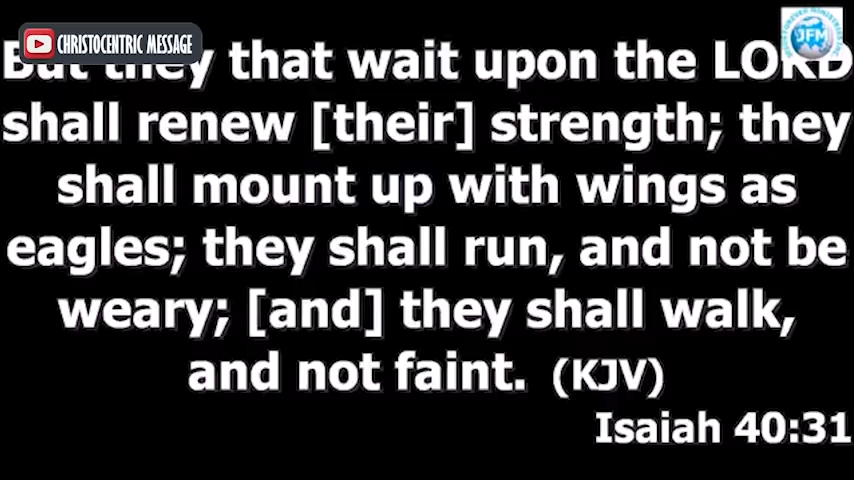 CHRISTOCENTRIC MESSAGE
JFM
But they that wait upon the LORD
shall renew [their] strength; they
shall mount up with wings as
eagles; they shall run, and not be
weary; [and] they shall walk,
and not faint. (KJV)
Isaiah 40:31